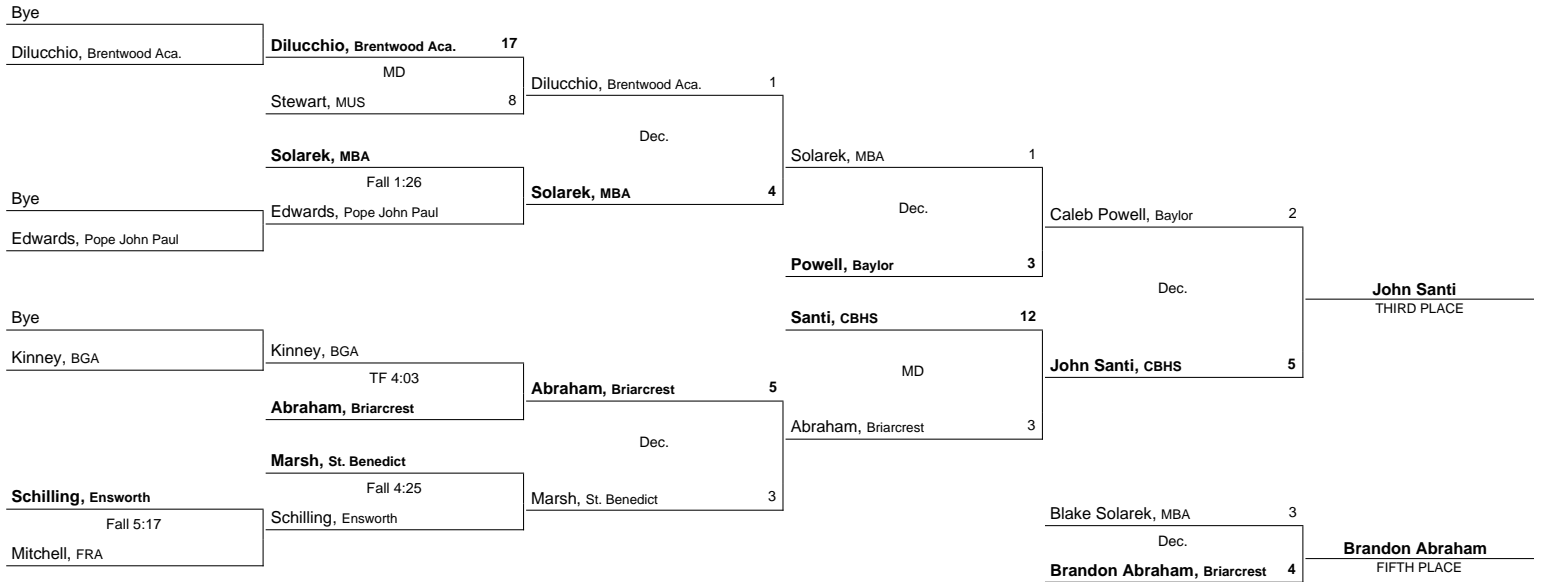 Bye
Dilucchio, Brentwood Aca.
Dilucchio, Brentwood Aca. 17
MD
Stewart, MUS 8
Dilucchio, Brentwood Aca. 1
Dec.
Solarek, MBA
Fall 1:26
Edwards, Pope John Paul
Solarek, MBA 4
Bye
Edwards, Pope John Paul
Solarek, MBA 1
Dec.
Powell, Baylor 3
Caleb Powell, Baylor 2
Dec.
John Santi
THIRD PLACE
Bye
Kinney, BGA
Kinney, BGA
TF 4:03
Abraham, Briarcrest
Abraham, Briarcrest 5
Dec.
Marsh, St. Benedict
Fall 4:25
Schilling, Ensworth
Marsh, St. Benedict 3
Schilling, Ensworth
Fall 5:17
Mitchell, FRA
Santi, CBHS 12
MD
Abraham, Briarcrest 3
John Santi, CBHS 5
Blake Solarek, MBA 3
Dec.
Brandon Abraham, Briarcrest 4
Brandon Abraham
FIFTH PLACE